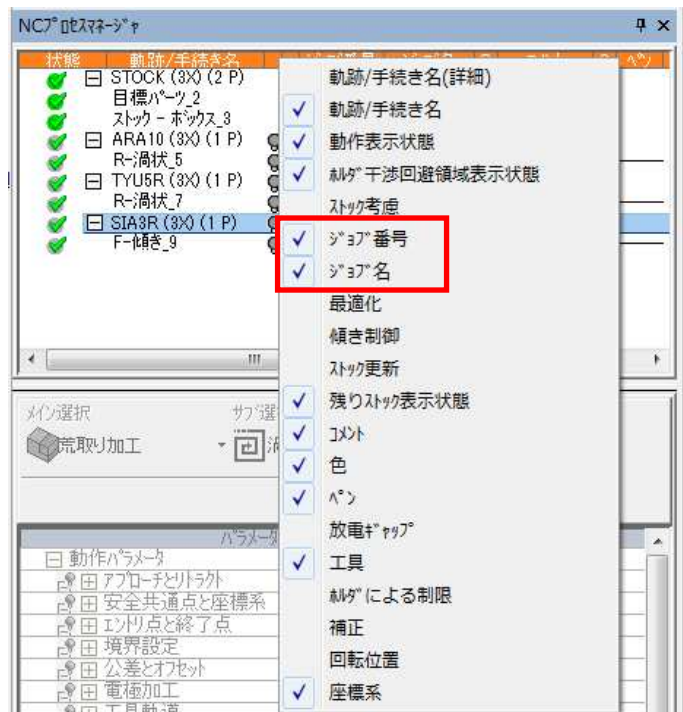 NCﾌﾟﾛｾｽﾏﾈｰｼﾞｬ
状態 軌跡/手続き名
STOCK (3X) (2 P)
目標ﾊﾟｰﾂ_2
ｽﾄｯｸ - ﾎﾞｯｸｽ_3
ARA10 (3X) (1 P)
R-渦状_5
TYU5R (3X) (1 P)
R-渦状_7
SIA3R (3X) (1 P)
F-傾き_9
軌跡/手続き名(詳細)
軌跡/手続き名
動作表示状態
ﾎﾙﾀﾞ干渉回避領域表示状態
ｽﾄｯｸ考慮
ｼﾞｮﾌﾞ番号
ｼﾞｮﾌﾞ名
最適化
傾き制御
ｽﾄｯｸ更新
残りｽﾄｯｸ表示状態
ｺﾒﾝﾄ
色
ﾍﾟﾝ
放電ｷﾞｬｯﾌﾟ
工具
ﾎﾙﾀﾞによる制限
補正
回転位置
座標系
ﾒｲﾝ選択
ｻﾌﾞ選
荒取り加工
渦
ﾊﾟﾗﾒｰﾀ
動作ﾊﾟﾗﾒｰﾀ
ｱﾌﾟﾛｰﾁとﾘﾄﾗｸﾄ
安全共通点と座標系
ｴﾝﾄﾘ点と終了点
境界設定
公差とｵﾌｾｯﾄ
電極加工
工具軌道